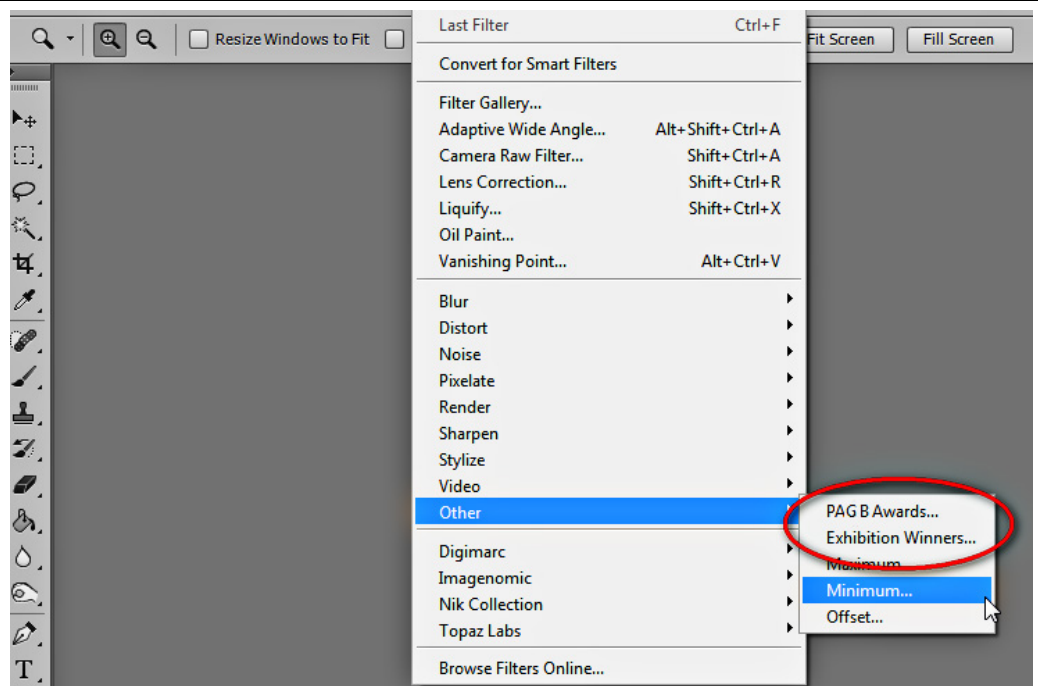 Resize Windows to Fit
Fit Screen
Fill Screen
Last Filter Ctrl+F
Convert for Smart Filters
Filter Gallery...
Adaptive Wide Angle... Alt+Shift+Ctrl+A
Camera Raw Filter... Shift+Ctrl+A
Lens Correction... Shift+Ctrl+R
Liquify... Shift+Ctrl+X
Oil Paint...
Vanishing Point... Alt+Ctrl+V
Blur
Distort
Noise
Pixelate
Render
Sharpen
Stylize
Video
Other
Digimarc
Imagenomic
Nik Collection
Topaz Labs
Browse Filters Online...
PAG B Awards...
Exhibition Winners...
Maximum...
Minimum...
Offset...
T